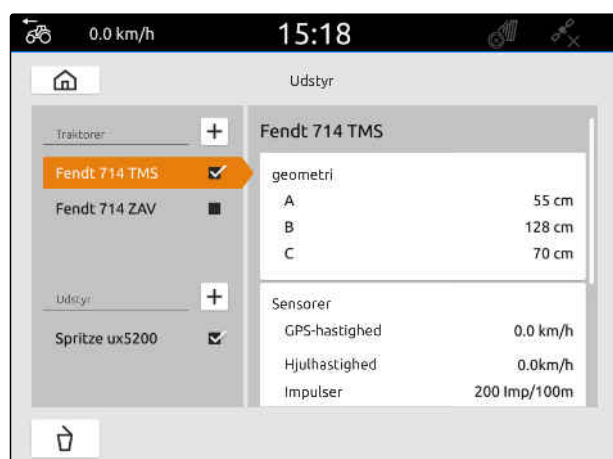 0.0 km/h 15:18
Udstyr
Traktorer
Fendt 714 TMS
Fendt 714 ZAV
Udstyr
Spritze ux5200
Fendt 714 TMS
geometri
A 55 cm
B 128 cm
C 70 cm
Sensorer
GPS-hastighed 0.0 km/h
Hjulhastighed 0.0km/h
Impulser 200 Imp/100m